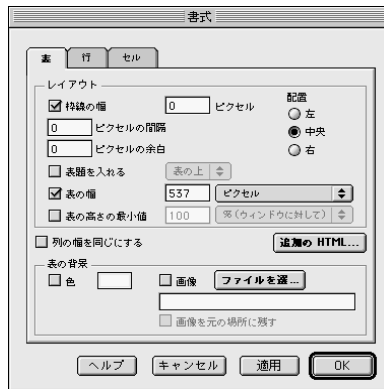 書式
表 行 セル
レイアウト
枠線の幅 0 ピクセル
配置
左
0 ピクセルの間隔
中央
0 ピクセルの余白
右
表題を入れる 表の上
表の幅 537 ピクセル
表の高さの最小値 100 %(ウィンドウに対して)
列の幅を同じにする 追加の HTML...
表の背景
色 画像 ファイルを選...
画像を元の場所に残す
ヘルプ キャンセル 適用 OK